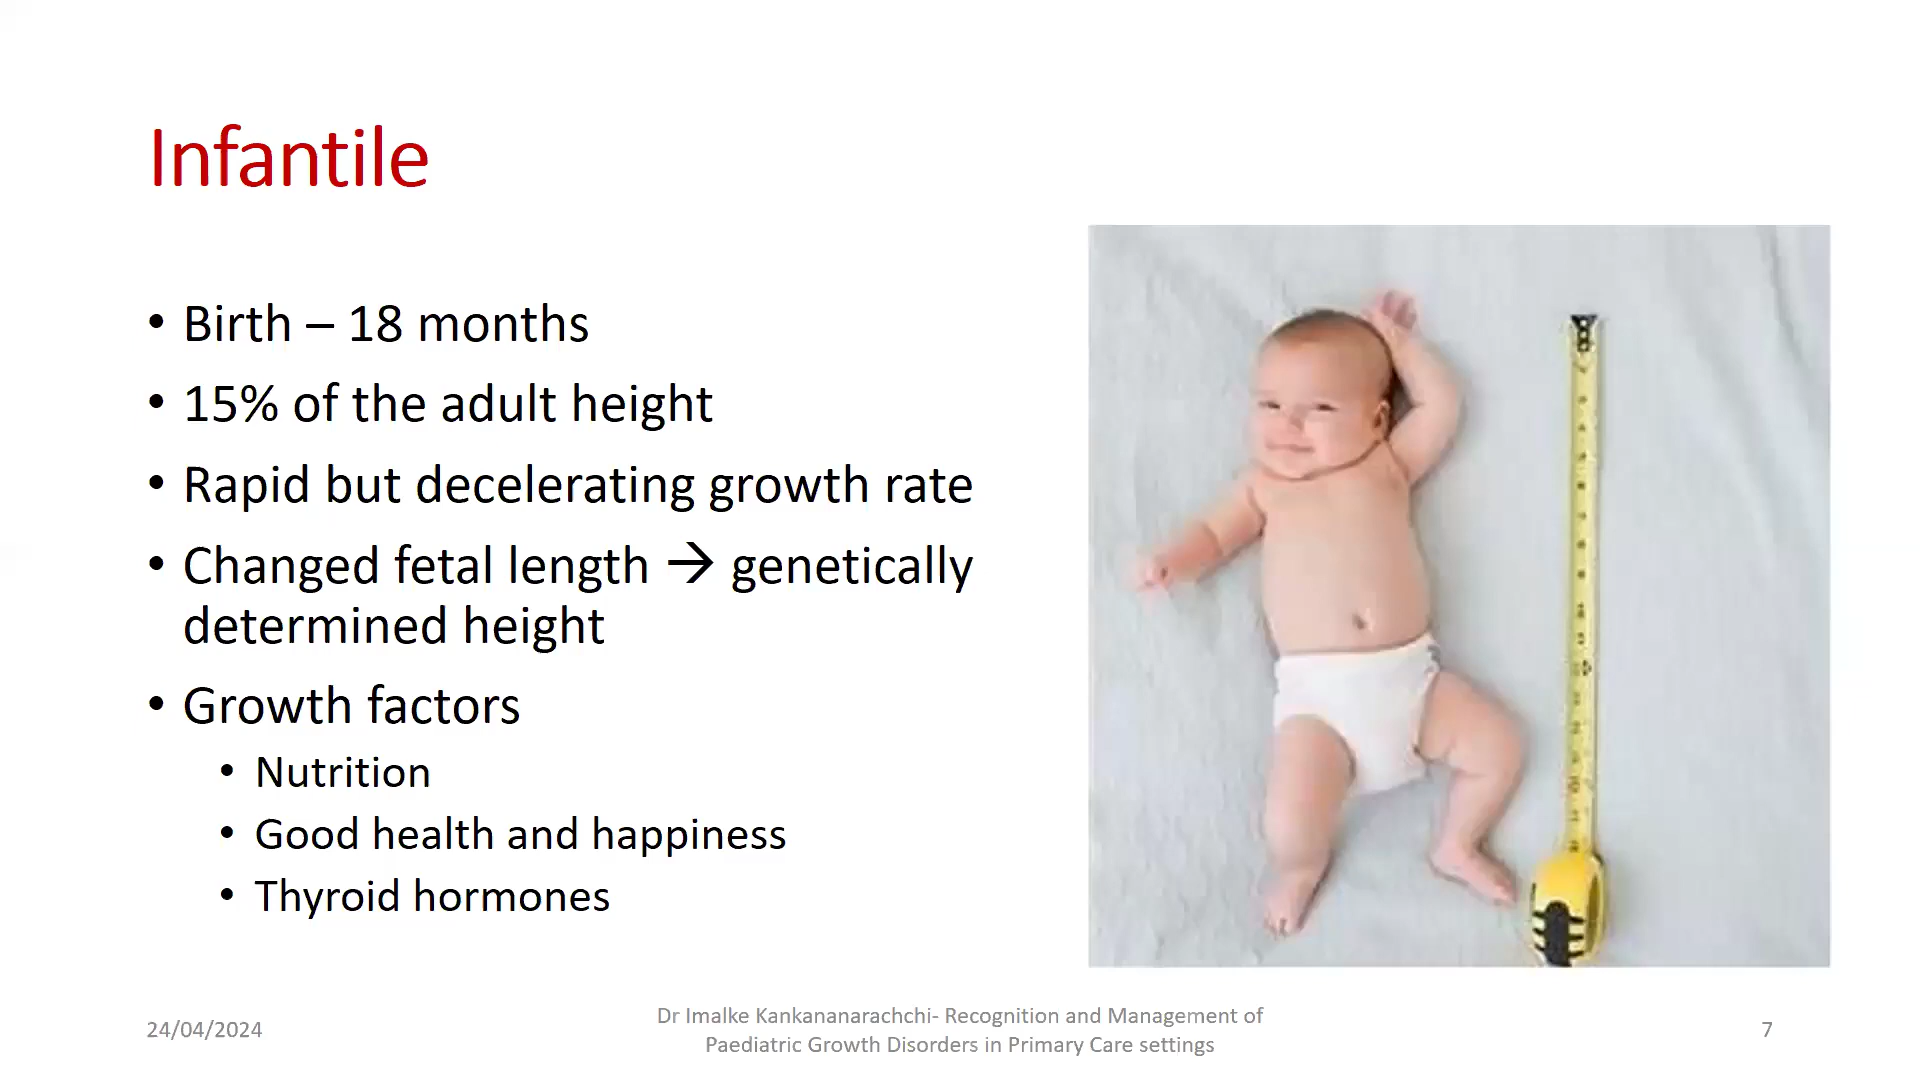 Infantile
• Birth – 18 months
• 15% of the adult height
• Rapid but decelerating growth rate
• Changed fetal length → genetically
determined height
• Growth factors
• Nutrition
• Good health and happiness
• Thyroid hormones
24/04/2024
Dr Imalke Kankananarachchi- Recognition and Management of
Paediatric Growth Disorders in Primary Care settings
7